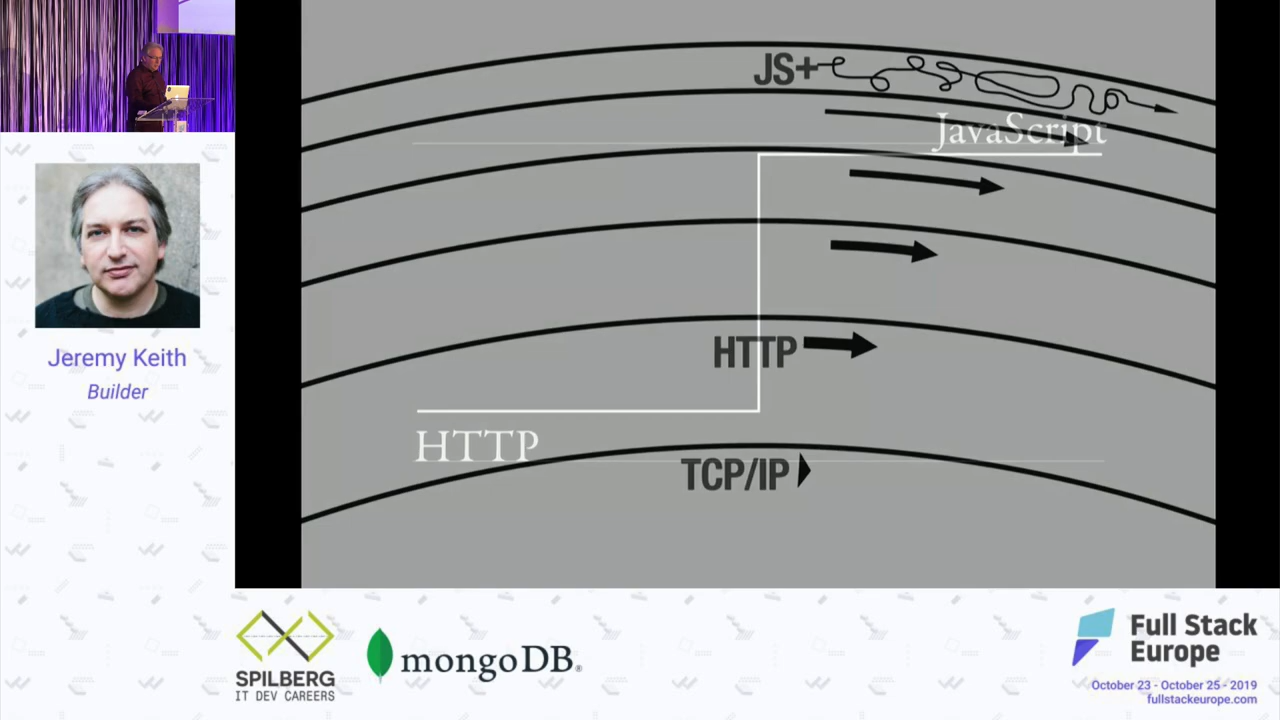 JS+
JavaScript
HTTP
HTTP
TCP/IP
Jeremy Keith
Builder
SPILBERG
IT DEV CAREERS
mongoDB®
Full Stack
Europe
October 23 - October 25 - 2019
fullstackeurope.com